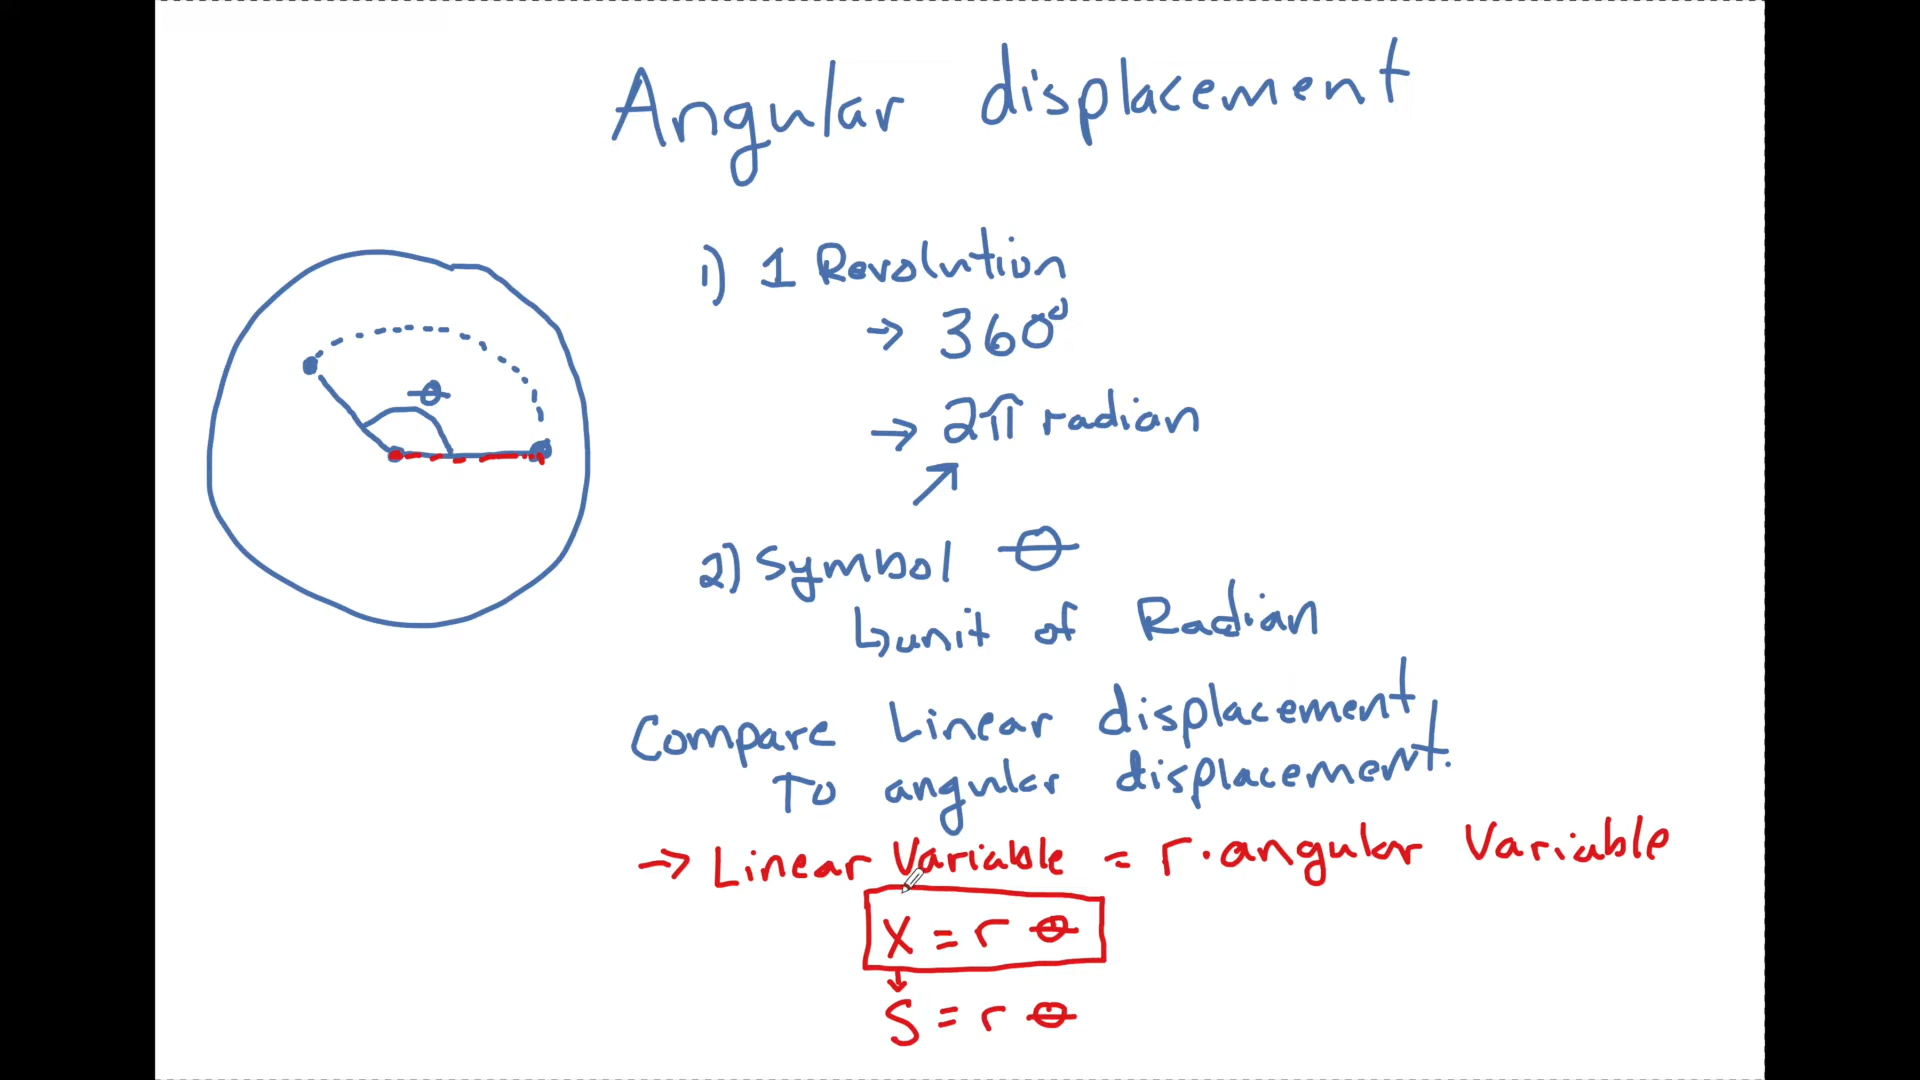 Angular displacement
1) 1 Revolution
→ 360°
→ 2π radian
θ
2) Symbol θ
↳ unit of Radian
Compare Linear displacement
To angular displacement.
→ Linear Variable = r · angular Variable
X = r θ
S = r θ